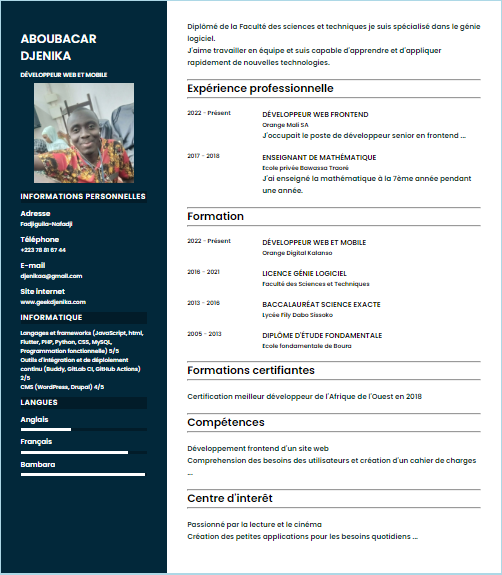 ABOUBACAR
DJENIKA
DÉVELOPPEUR WEB ET MOBILE
INFORMATIONS PERSONNELLES
Adresse
Fadjiguila-Nafadji
Téléphone
+223 78 81 67 44
E-mail
djenikaa@gmail.com
Site internet
www.geekdjenika.com
INFORMATIQUE
Langages et frameworks (JavaScript, html,
Flutter, PHP, Python, CSS, MySQL,
Programmation fonctionnelle) 5/5
Outils d'intégration et de déploiement
continu (Buddy, GitLab CI, GitHub Actions)
2/5
CMS (WordPress, Drupal) 4/5
LANGUES
Anglais
Français
Bambara
Diplômé de la Faculté des sciences et techniques je suis spécialisé dans le génie
logiciel.
J'aime travailler en équipe et suis capable d'apprendre et d'appliquer
rapidement de nouvelles technologies.
Expérience professionnelle
2022 - Présent
DÉVELOPPEUR WEB FRONTEND
Orange Mali SA
J'occupait le poste de développeur senior en frontend ...
2017 - 2018
ENSEIGNANT DE MATHÉMATIQUE
Ecole privée Bawassa Traoré
J'ai enseigné la mathématique à la 7ème année pendant
une année.
Formation
2022 - Présent
DÉVELOPPEUR WEB ET MOBILE
Orange Digital Kalanso
2016 - 2021
LICENCE GÉNIE LOGICIEL
Faculté des Sciences et Techniques
2013 - 2016
BACCALAURÉAT SCIENCE EXACTE
Lycée Fily Dabo Sissoko
2005 - 2013
DIPLÔME D'ÉTUDE FONDAMENTALE
Ecole fondamentale de Boura
Formations certifiantes
Certification meilleur développeur de l'Afrique de l'Ouest en 2018
Compétences
Développement frontend d'un site web
Comprehension des besoins des utilisateurs et création d'un cahier de charges
...
Centre d'interêt
Passionné par la lecture et le cinéma
Création des petites applications pour les besoins quotidiens ...